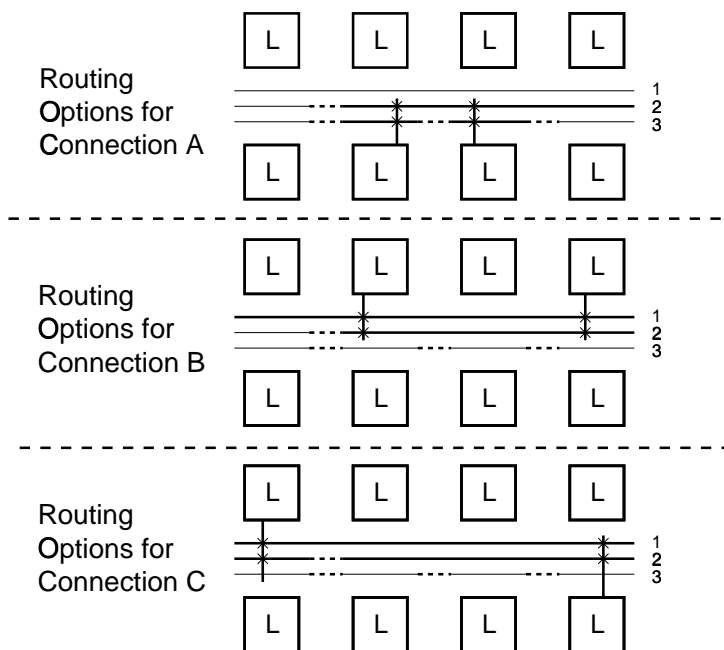 L L L L
Routing
Options for
Connection A
1
2
3
L L L L
L L L L
Routing
Options for
Connection B
1
2
3
L L L L
L L L L
Routing
Options for
Connection C
1
2
3
L L L L